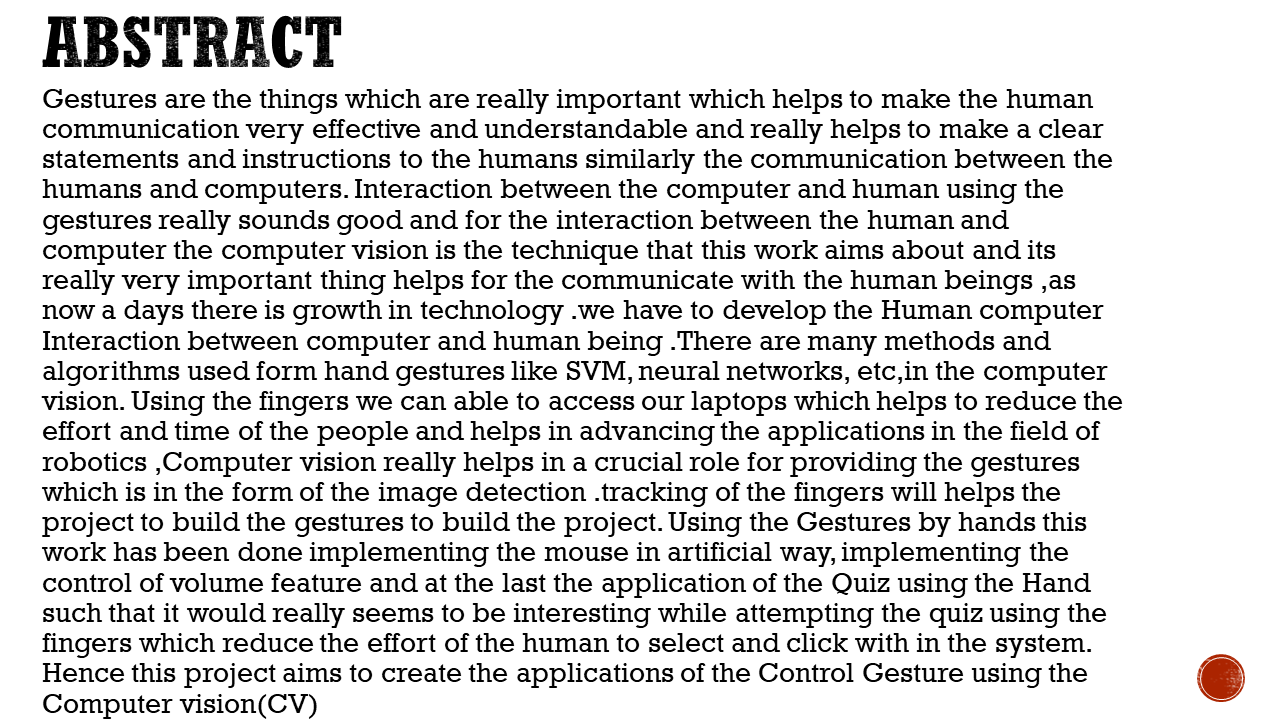 ABSTRACT
Gestures are the things which are really important which helps to make the human
communication very effective and understandable and really helps to make a clear
statements and instructions to the humans similarly the communication between the
humans and computers. Interaction between the computer and human using the
gestures really sounds good and for the interaction between the human and
computer the computer vision is the technique that this work aims about and its
really very important thing helps for the communicate with the human beings ,as
now a days there is growth in technology .we have to develop the Human computer
Interaction between computer and human being .There are many methods and
algorithms used form hand gestures like SVM, neural networks, etc,in the computer
vision. Using the fingers we can able to access our laptops which helps to reduce the
effort and time of the people and helps in advancing the applications in the field of
robotics ,Computer vision really helps in a crucial role for providing the gestures
which is in the form of the image detection .tracking of the fingers will helps the
project to build the gestures to build the project. Using the Gestures by hands this
work has been done implementing the mouse in artificial way, implementing the
control of volume feature and at the last the application of the Quiz using the Hand
such that it would really seems to be interesting while attempting the quiz using the
fingers which reduce the effort of the human to select and click with in the system.
Hence this project aims to create the applications of the Control Gesture using the
Computer vision(CV)